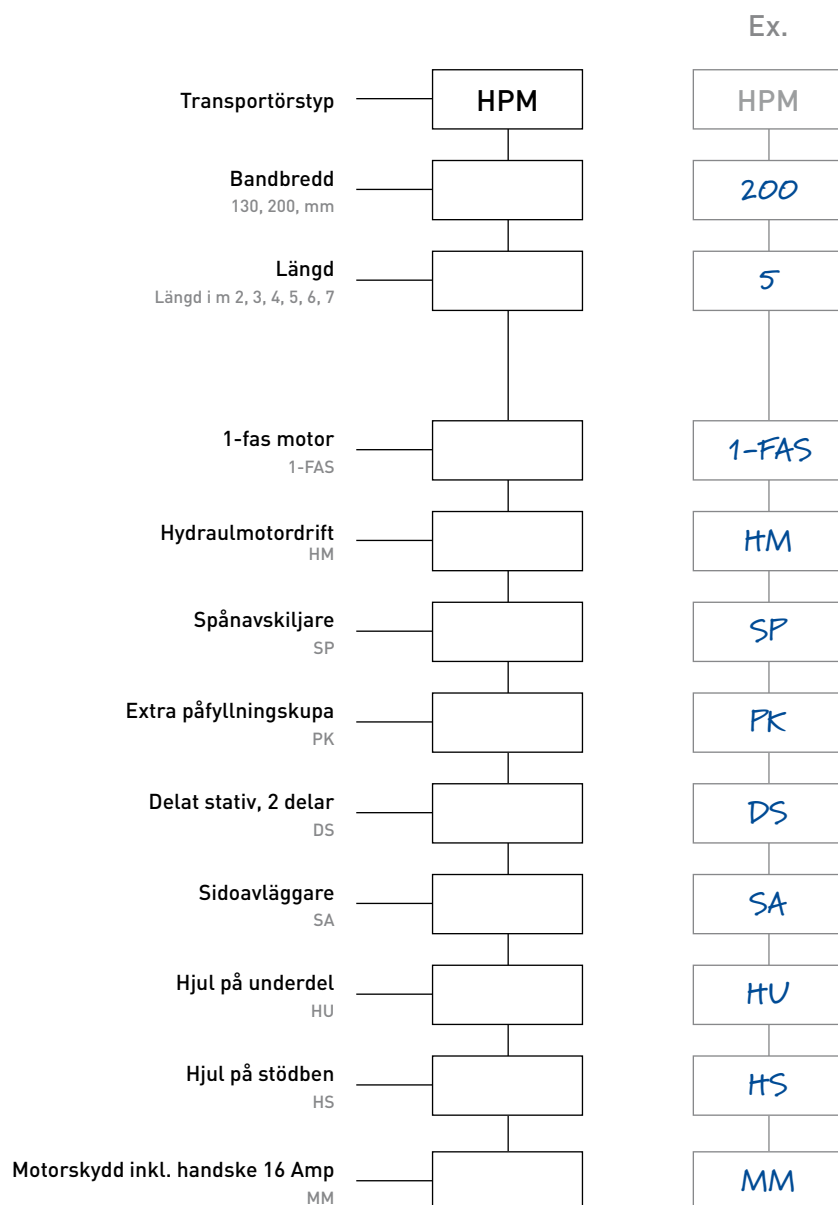 Ex.
Transportörstyp HPM HPM
Bandbredd
130, 200, mm
200
Längd
Längd i m 2, 3, 4, 5, 6, 7
5
1-fas motor
1-FAS
1-FAS
Hydraulmotordrift
HM
HM
Spånavskiljare
SP
SP
Extra påfyllningskupa
PK
PK
Delat stativ, 2 delar
DS
DS
Sidoavläggare
SA
SA
Hjul på underdel
HU
HU
Hjul på stödben
HS
HS
Motorskydd inkl. handske 16 Amp
MM
MM